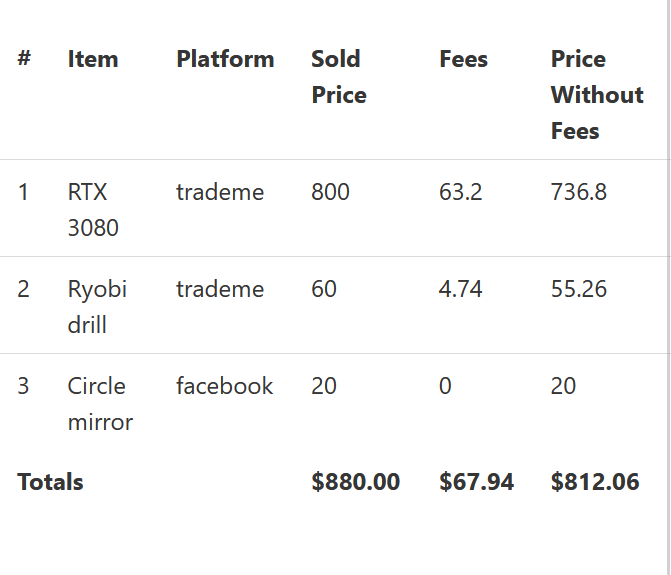 # Item Platform Sold Price Fees Price Without Fees
1 RTX 3080 trademe 800 63.2 736.8
2 Ryobi drill trademe 60 4.74 55.26
3 Circle mirror facebook 20 0 20
Totals $880.00 $67.94 $812.06